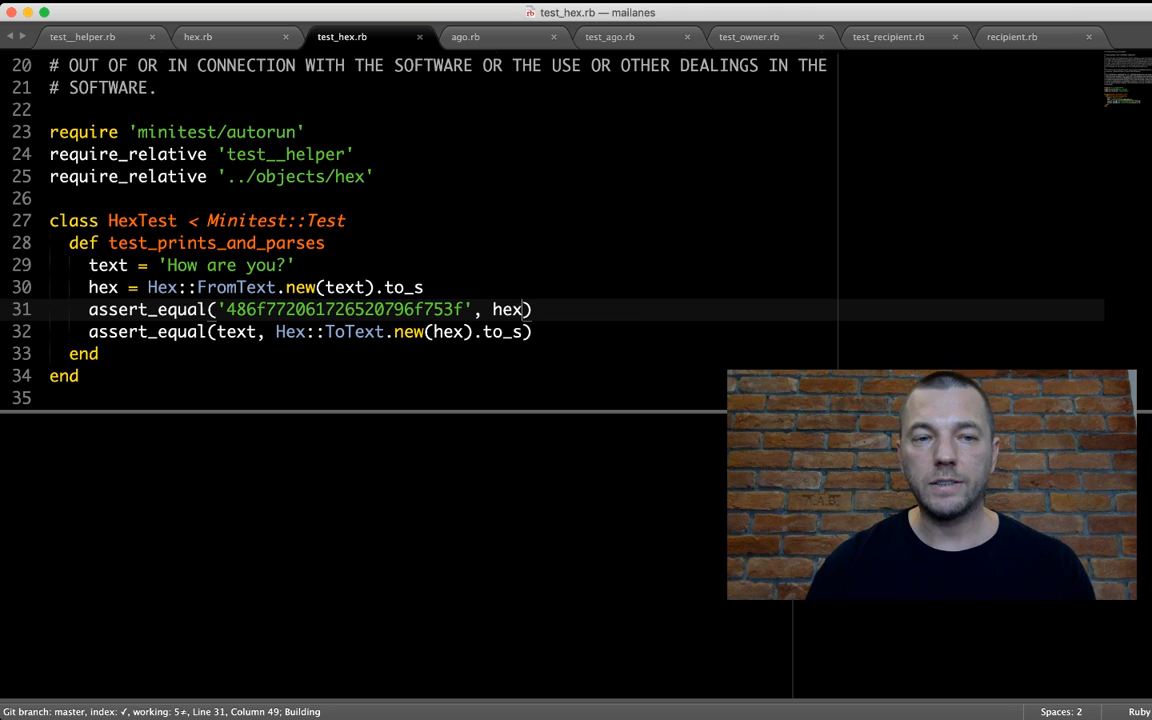 test_hex.rb — mailanes
test__helper.rb × hex.rb × test_hex.rb × ago.rb × test_ago.rb × test_owner.rb × test_recipient.rb × recipient.rb ×
20 # OUT OF OR IN CONNECTION WITH THE SOFTWARE OR THE USE OR OTHER DEALINGS IN THE
21 # SOFTWARE.
22
23 require 'minitest/autorun'
24 require_relative 'test__helper'
25 require_relative '../objects/hex'
26
27 class HexTest < Minitest::Test
28 def test_prints_and_parses
29 text = 'How are you?'
30 hex = Hex::FromText.new(text).to_s
31 assert_equal('486f772061726520796f753f', hex)
32 assert_equal(text, Hex::ToText.new(hex).to_s)
33 end
34 end
35
Git branch: master, index: ✓, working: 5≠, Line 31, Column 49; Building Spaces: 2 Ruby